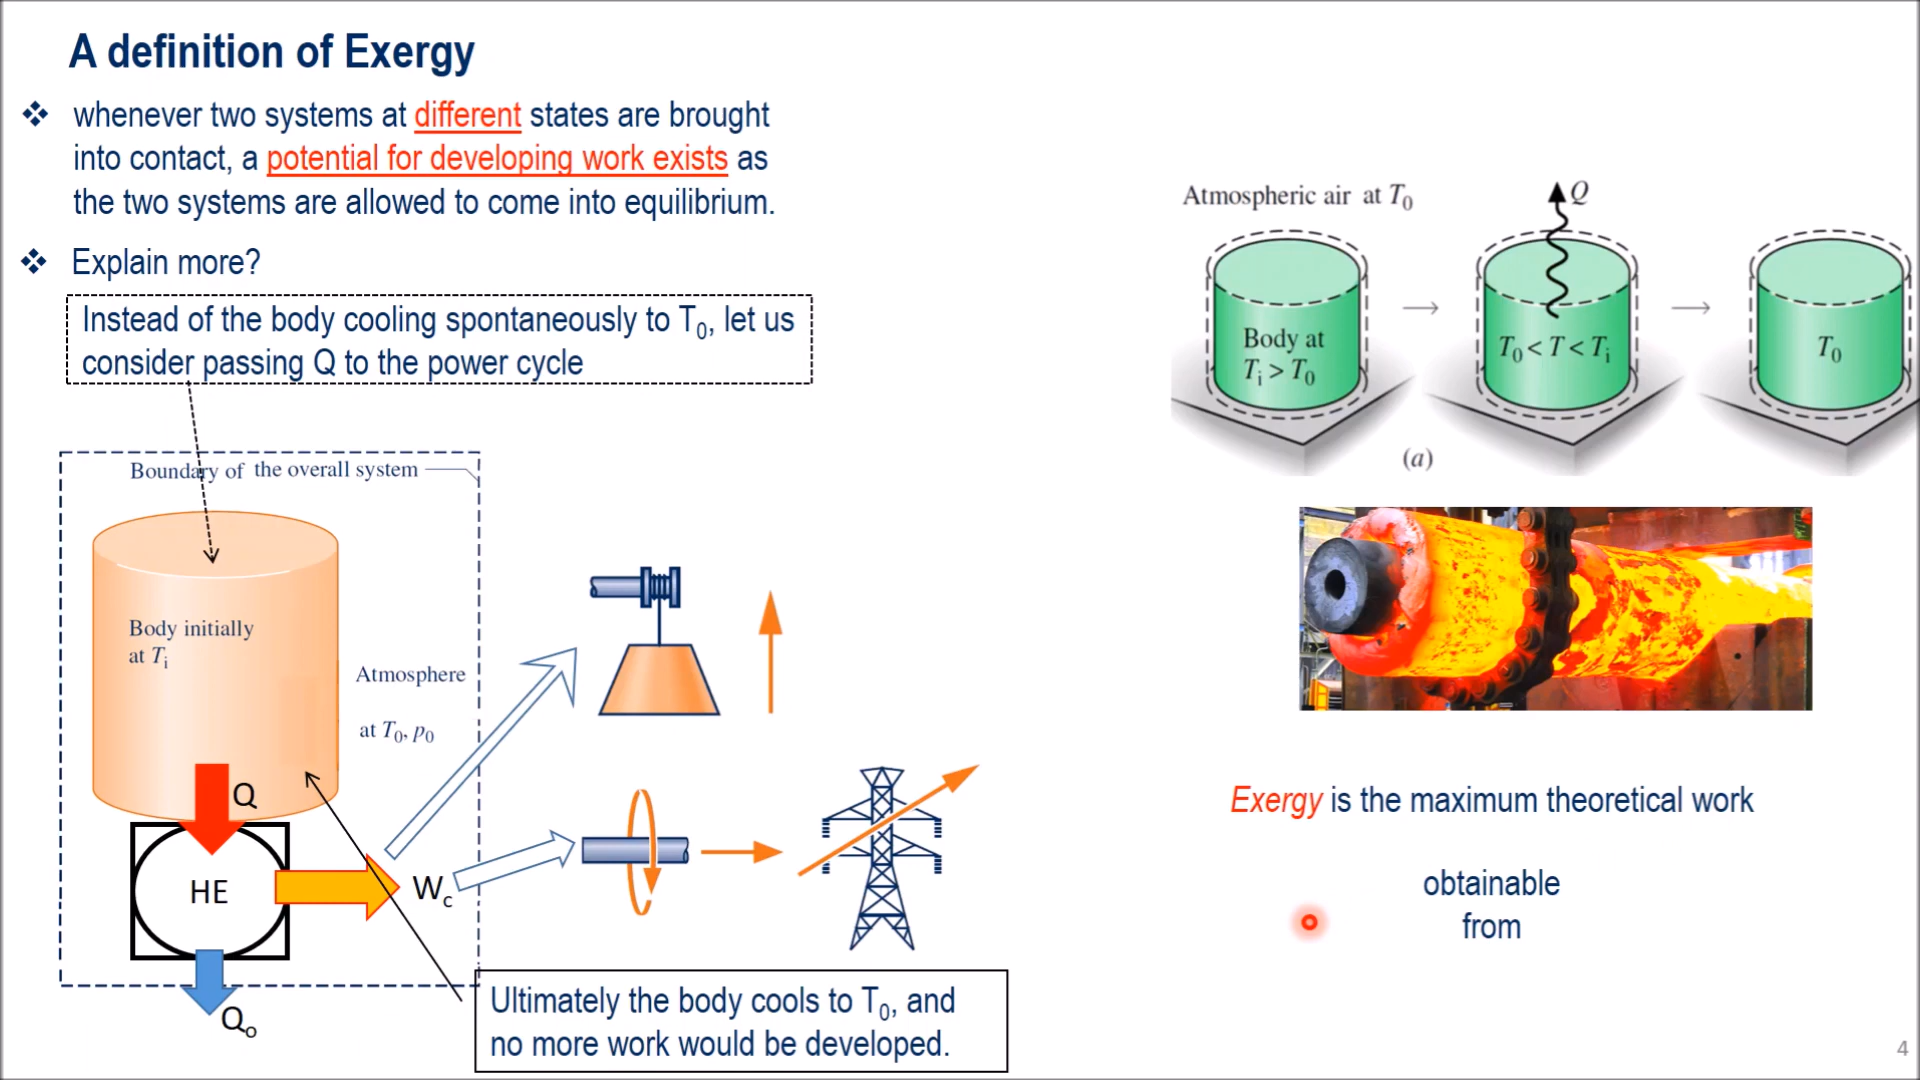 A definition of Exergy
❖ whenever two systems at different states are brought
into contact, a potential for developing work exists as
the two systems are allowed to come into equilibrium.
❖ Explain more?
Instead of the body cooling spontaneously to T₀, let us
consider passing Q to the power cycle
Boundary of the overall system
Body initially
at Tᵢ
Atmosphere
at T₀, p₀
Q
HE
W꜀
Qₒ
Ultimately the body cools to T₀, and
no more work would be developed.
Atmospheric air at T₀
Q
Body at
Tᵢ > T₀
T₀ < T < Tᵢ
T₀
(a)
Exergy is the maximum theoretical work
obtainable
from
4